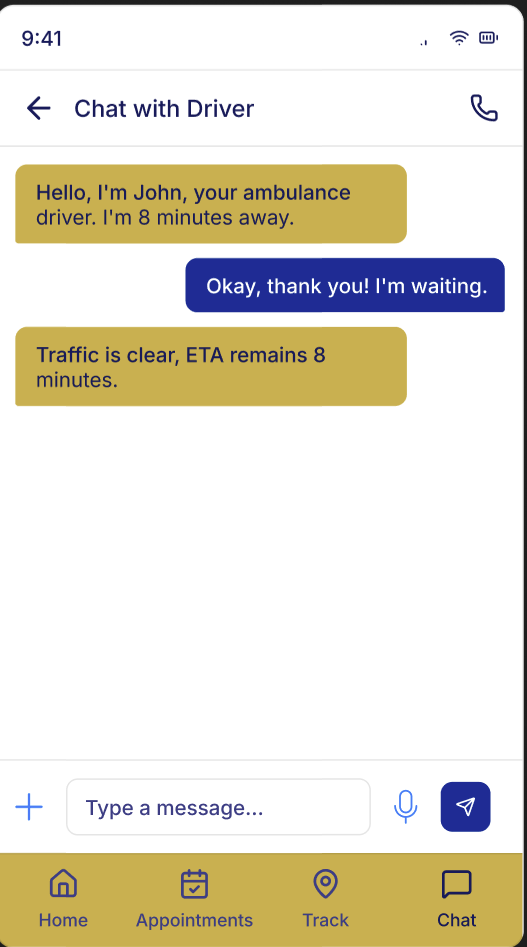 9:41
Chat with Driver
Hello, I'm John, your ambulance
driver. I'm 8 minutes away.
Okay, thank you! I'm waiting.
Traffic is clear, ETA remains 8
minutes.
Type a message...
Home Appointments Track Chat